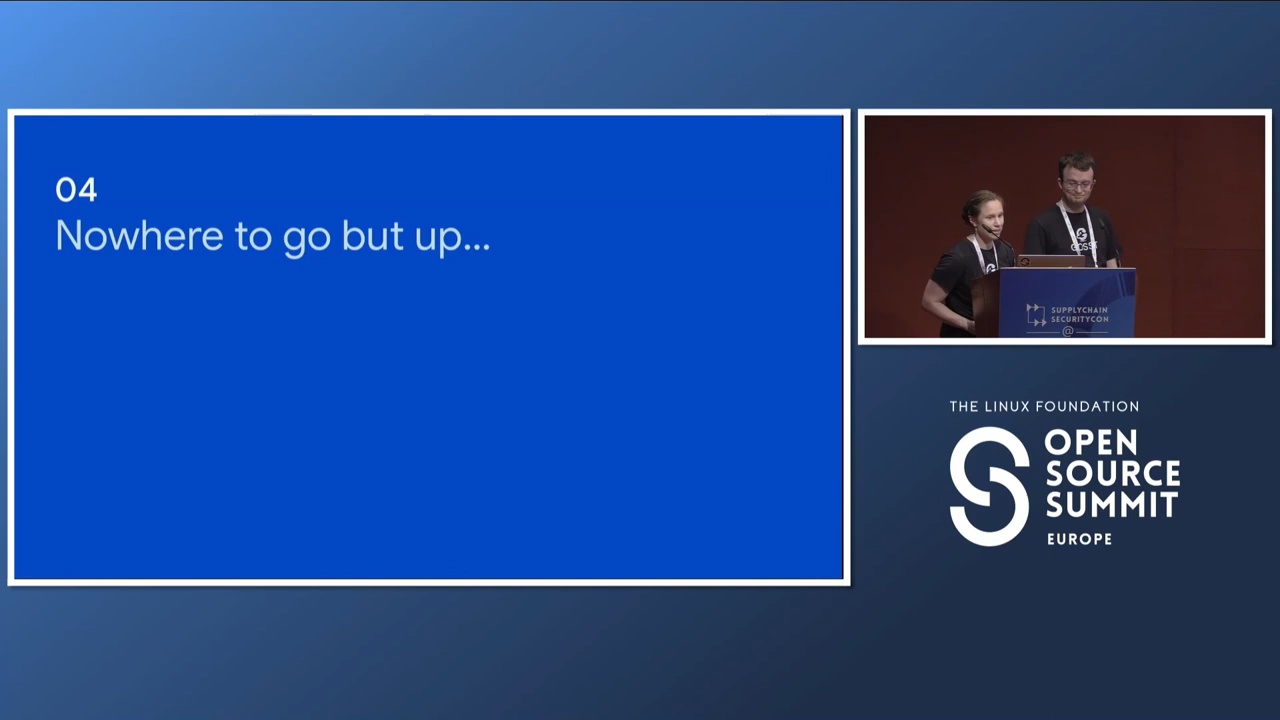 04
Nowhere to go but up...
SUPPLYCHAIN
SECURITYCON
@
THE LINUX FOUNDATION
OPEN
SOURCE
SUMMIT
EUROPE